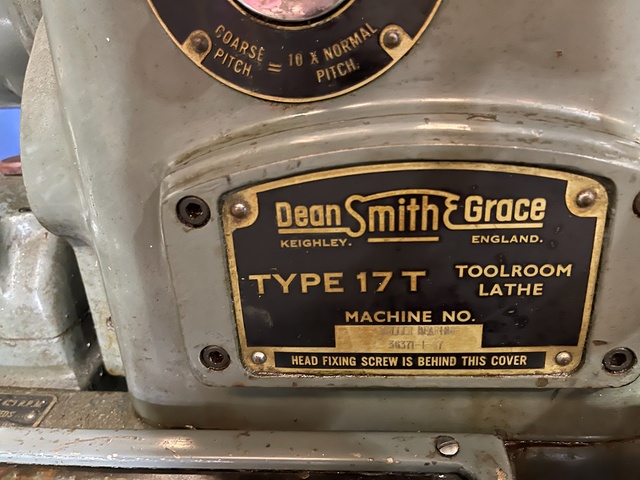 COARSE PITCH. = 10 X NORMAL PITCH.
Dean Smith & Grace
KEIGHLEY. ENGLAND.
TYPE 17 T TOOLROOM LATHE
MACHINE NO.
HEAD FIXING SCREW IS BEHIND THIS COVER